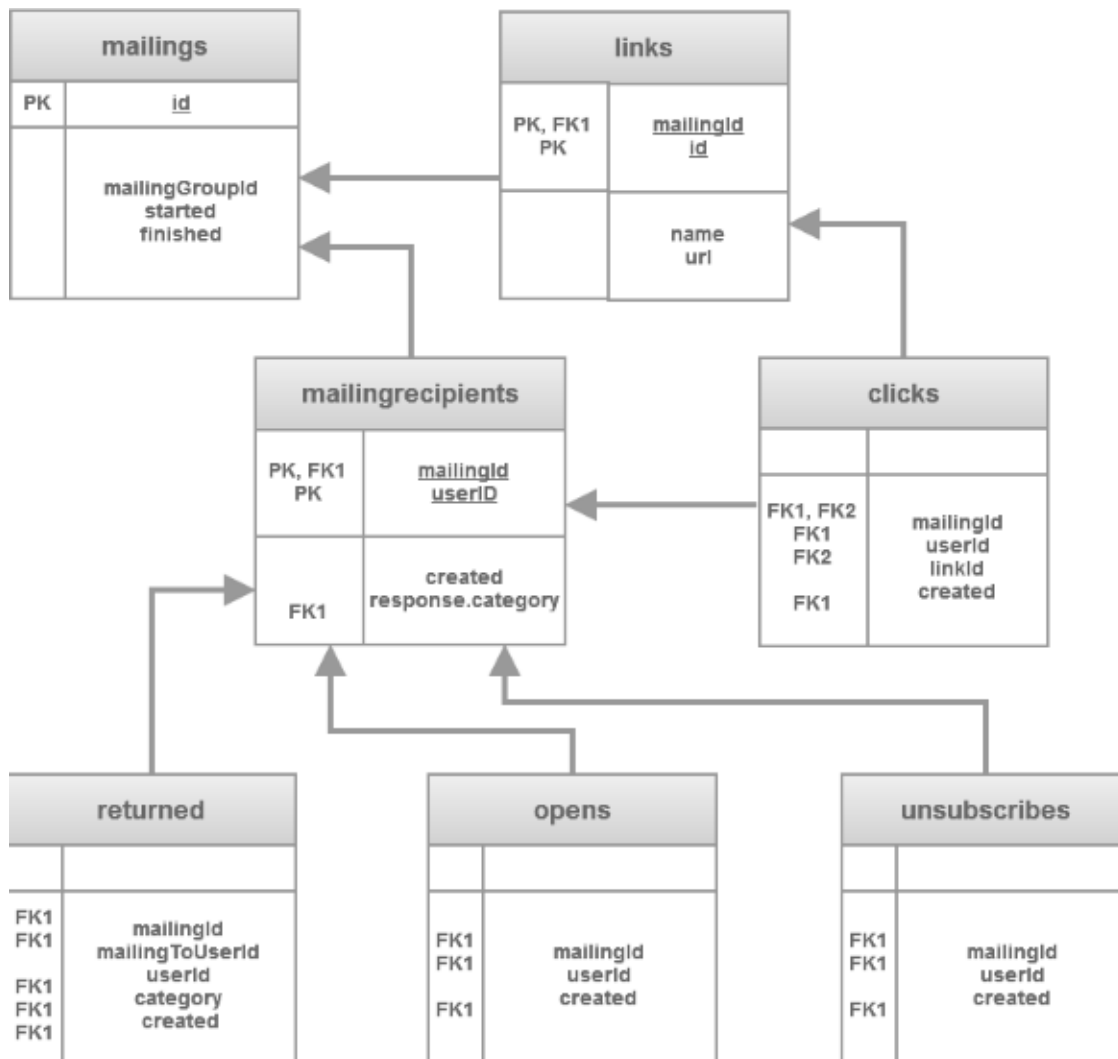 mailings
PK id
mailingGroupId
started
finished
links
PK, FK1 mailingId
PK id
name
url
mailingrecipients
PK, FK1 mailingId
PK userID
created
response.category
FK1
clicks
FK1, FK2 mailingId
FK1 userId
FK2 linkId
FK1 created
returned
FK1 mailingId
FK1 mailingToUserId
userId
FK1 category
FK1 created
FK1
opens
FK1 mailingId
FK1 userId
FK1 created
unsubscribes
FK1 mailingId
FK1 userId
FK1 created